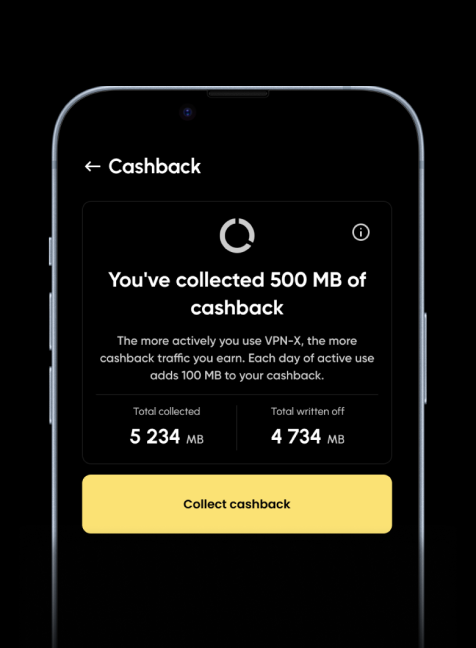 ← Cashback
You've collected 500 MB of
cashback
The more actively you use VPN-X, the more
cashback traffic you earn. Each day of active use
adds 100 MB to your cashback.
Total collected
Total written off
5 234 MB
4 734 MB
Collect cashback